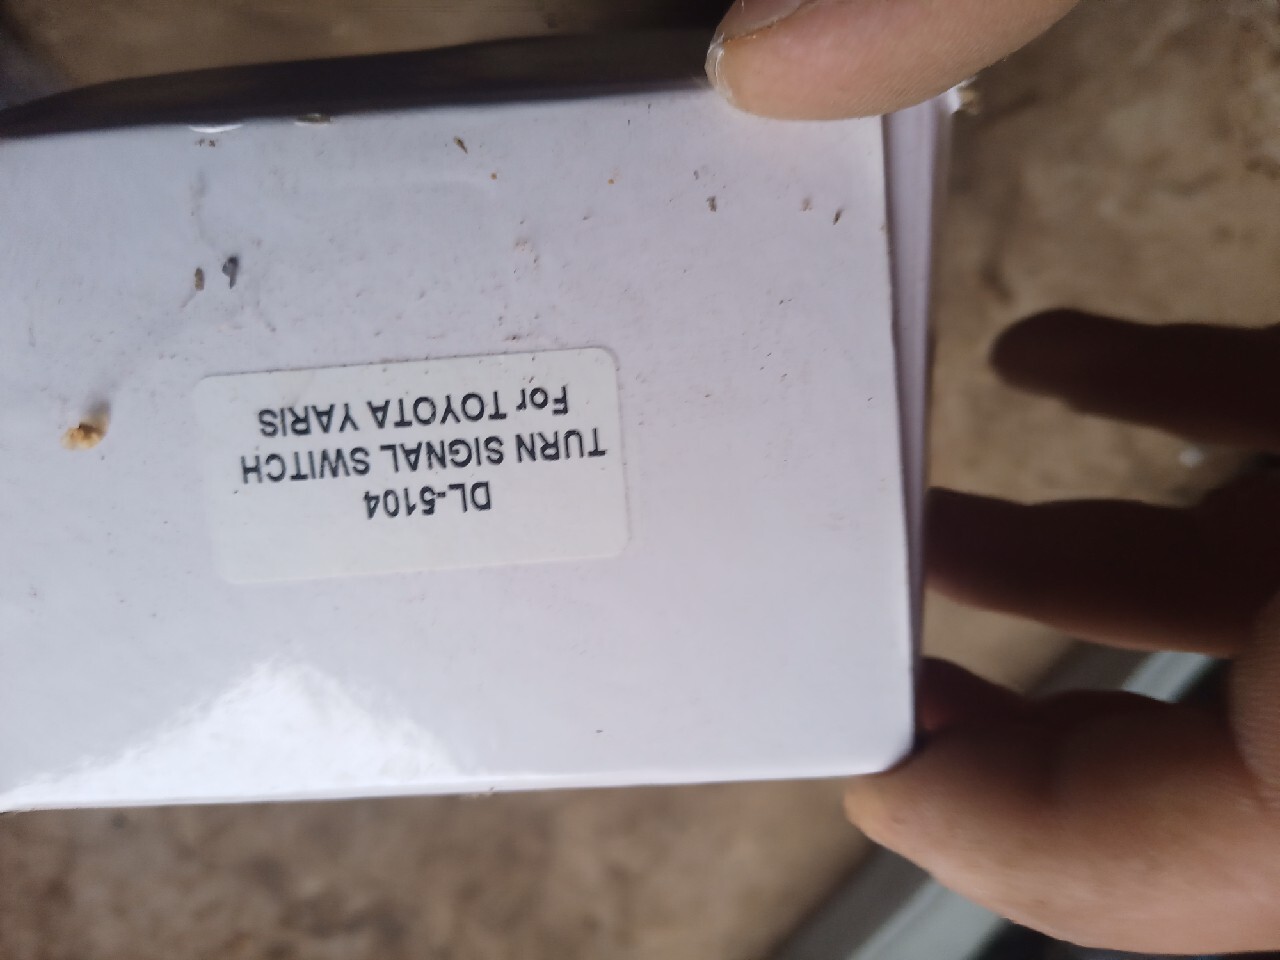 DL-5104
TURN SIGNAL SWITCH
For TOYOTA YARIS